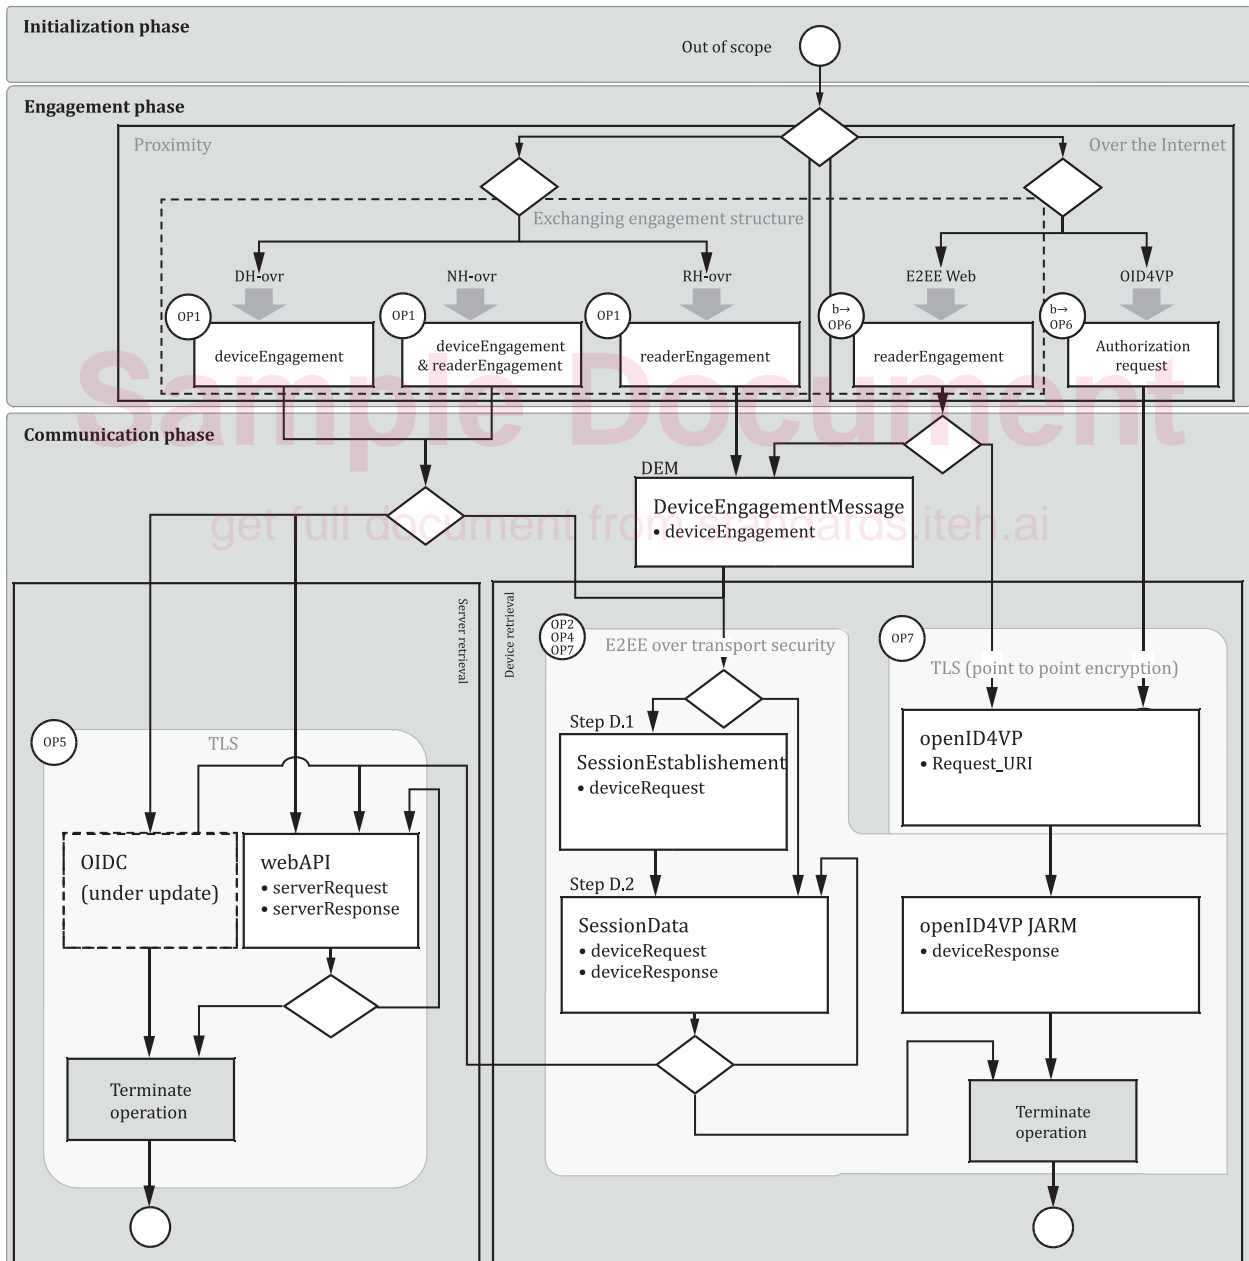 Initialization phase
Out of scope
Engagement phase
Proximity
Over the Internet
Exchanging engagement structure
DH-ovr
NH-ovr
RH-ovr
E2EE Web
OID4VP
OP1
OP1
OP1
b→
OP6
b→
OP6
deviceEngagement
deviceEngagement
& readerEngagement
readerEngagement
readerEngagement
Authorization
request
Sample Document
Communication phase
DEM
DeviceEngagementMessage
• deviceEngagement
get full document from standards.iteh.ai
Server retrieval
Device retrieval
OP2
OP4
OP7
E2EE over transport security
OP7
TLS (point to point encryption)
Step D.1
SessionEstablishement
• deviceRequest
openID4VP
• Request_URI
OP5
TLS
OIDC
(under update)
webAPI
• serverRequest
• serverResponse
Step D.2
SessionData
• deviceRequest
• deviceResponse
openID4VP JARM
• deviceResponse
Terminate
operation
Terminate
operation